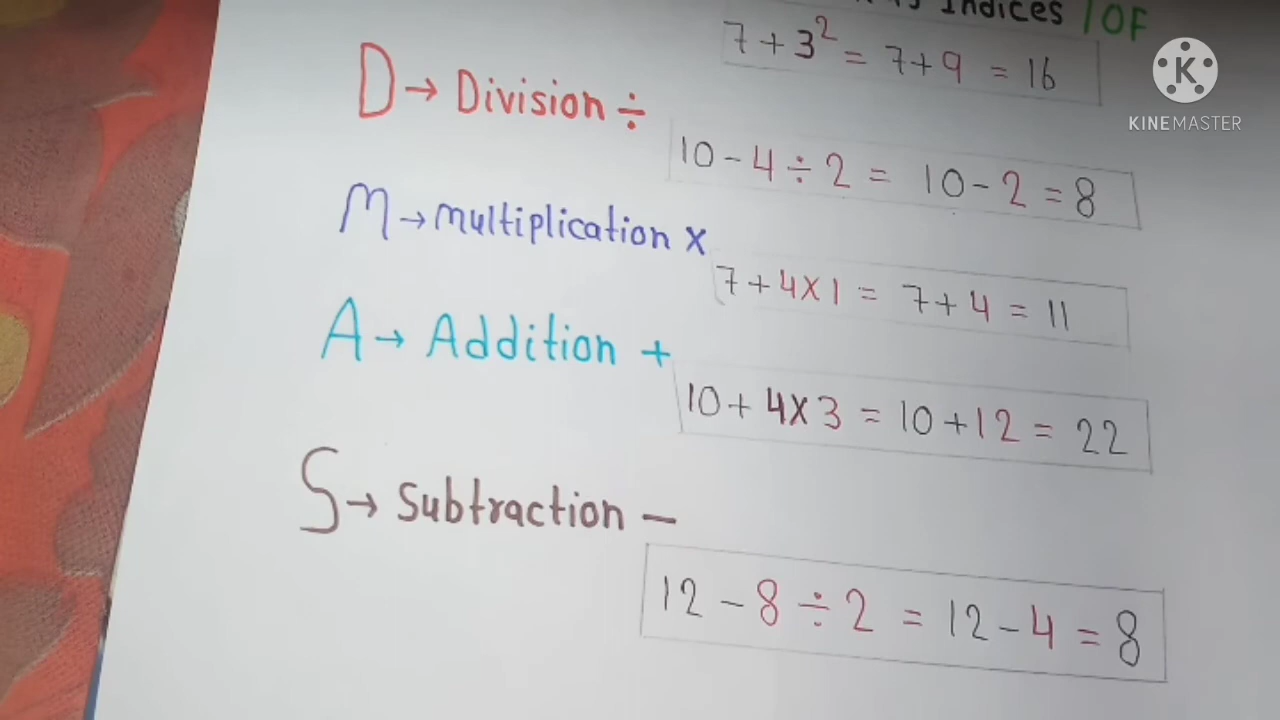 Indices / OF
7 + 3² = 7 + 9 = 16
D → Division ÷
10 - 4 ÷ 2 = 10 - 2 = 8
M → multiplication x
7 + 4 x 1 = 7 + 4 = 11
A → Addition +
10 + 4 x 3 = 10 + 12 = 22
S → Subtraction -
12 - 8 ÷ 2 = 12 - 4 = 8
K
KINEMASTER